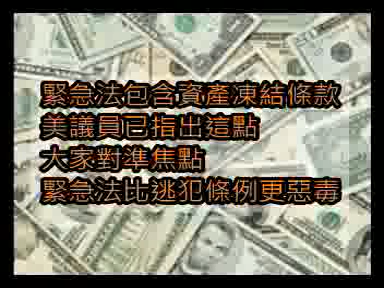 緊急法包含資產凍結條款
美議員已指出這點
大家對準焦點
緊急法比逃犯條例更惡毒